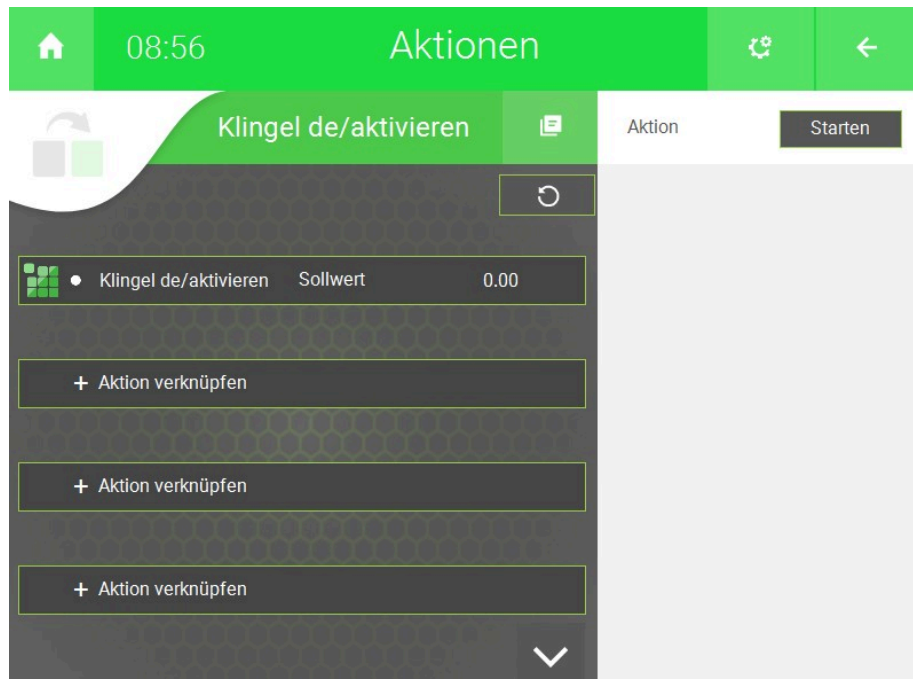 08:56 Aktionen
Klingel de/aktivieren
Aktion Starten
Klingel de/aktivieren Sollwert 0.00
+ Aktion verknüpfen
+ Aktion verknüpfen
+ Aktion verknüpfen